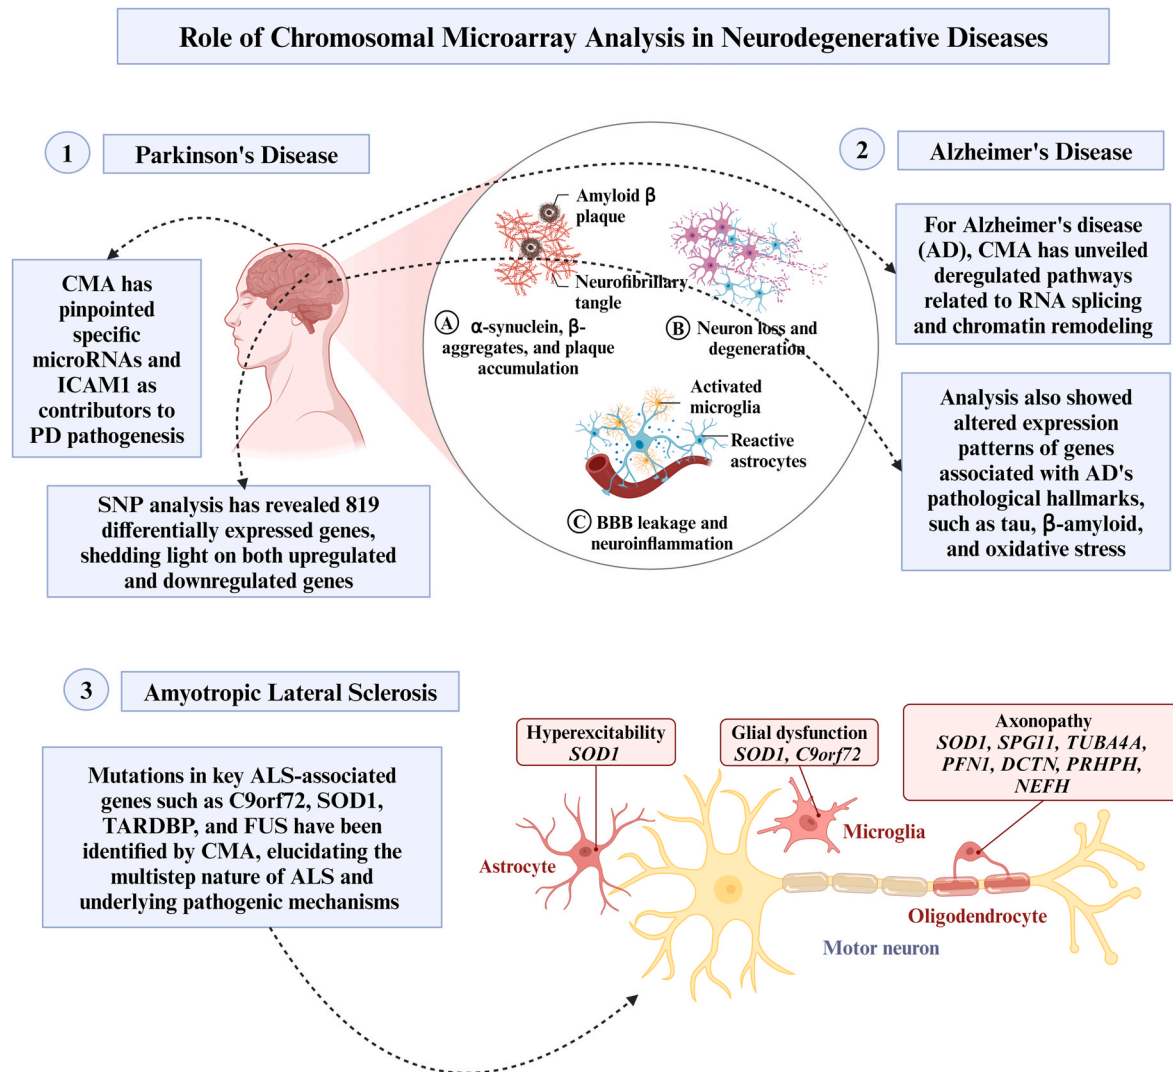 Role of Chromosomal Microarray Analysis in Neurodegenerative Diseases
1
Parkinson's Disease
CMA has
pinpointed
specific
microRNAs and
ICAM1 as
contributors to
PD pathogenesis
SNP analysis has revealed 819
differentially expressed genes,
shedding light on both upregulated
and downregulated genes
Amyloid β
plaque
Neurofibrillary
tangle
A α-synuclein, β-
aggregates, and plaque
accumulation
B Neuron loss and
degeneration
Activated
microglia
Reactive
astrocytes
C BBB leakage and
neuroinflammation
2
Alzheimer's Disease
For Alzheimer's disease
(AD), CMA has unveiled
deregulated pathways
related to RNA splicing
and chromatin remodeling
Analysis also showed
altered expression
patterns of genes
associated with AD's
pathological hallmarks,
such as tau, β-amyloid,
and oxidative stress
3
Amyotropic Lateral Sclerosis
Mutations in key ALS-associated
genes such as C9orf72, SOD1,
TARDBP, and FUS have been
identified by CMA, elucidating the
multistep nature of ALS and
underlying pathogenic mechanisms
Hyperexcitability
SOD1
Glial dysfunction
SOD1, C9orf72
Axonopathy
SOD1, SPG11, TUBA4A,
PFN1, DCTN, PRHPH,
NEFH
Astrocyte
Microglia
Oligodendrocyte
Motor neuron